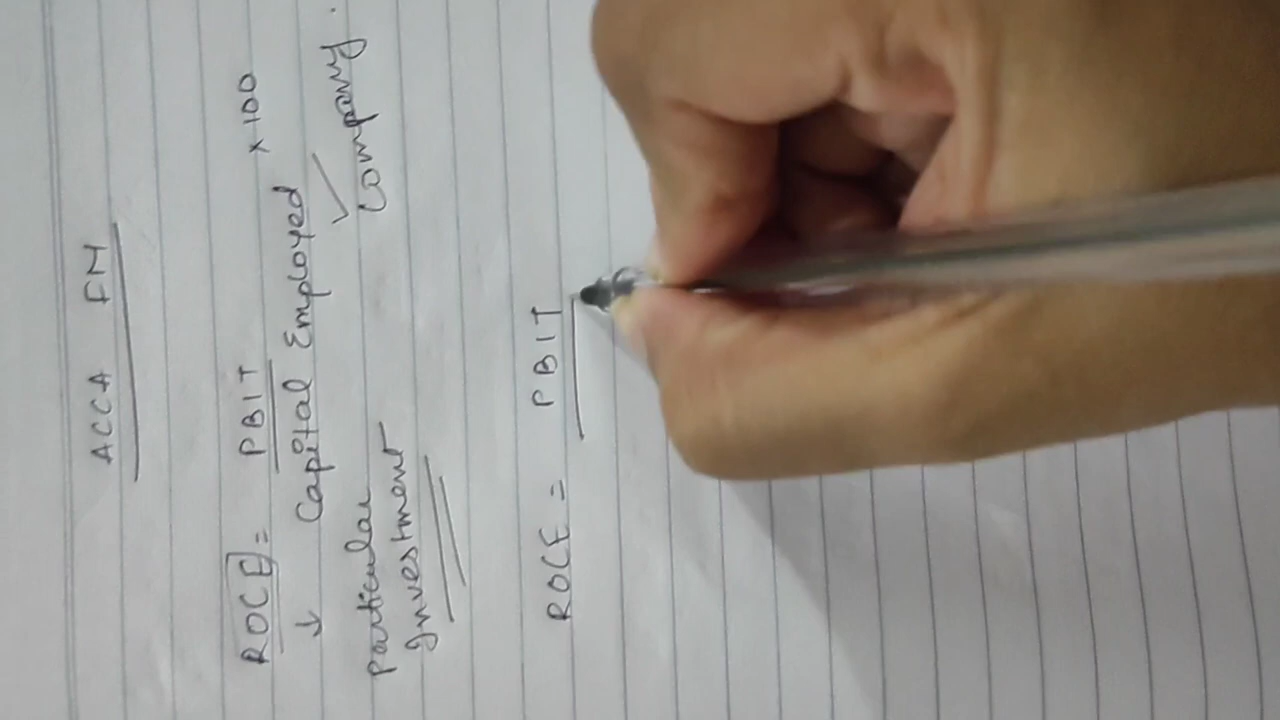 ACCA FM
ROCE = PBIT x 100
↓ Capital Employed
Particular ✓ Company.
Investment
ROCE = PBIT